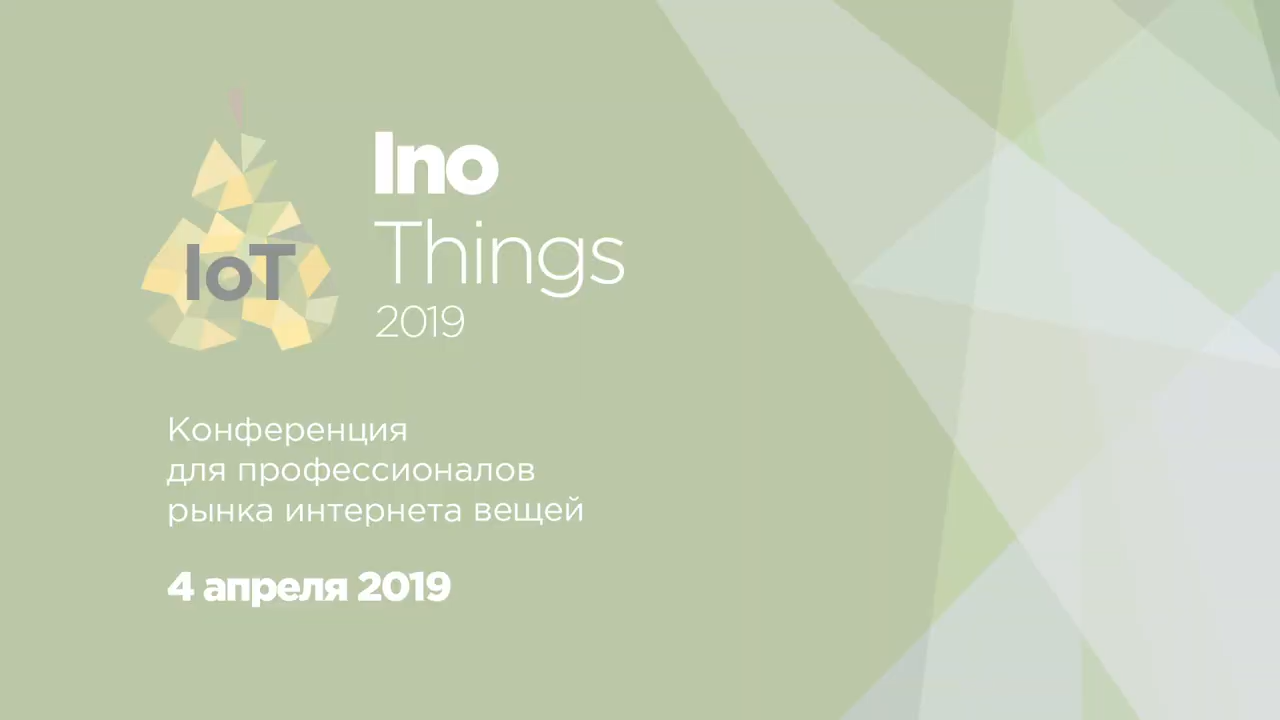 IoT
Ino
Things
2019
Конференция
для профессионалов
рынка интернета вещей
4 апреля 2019